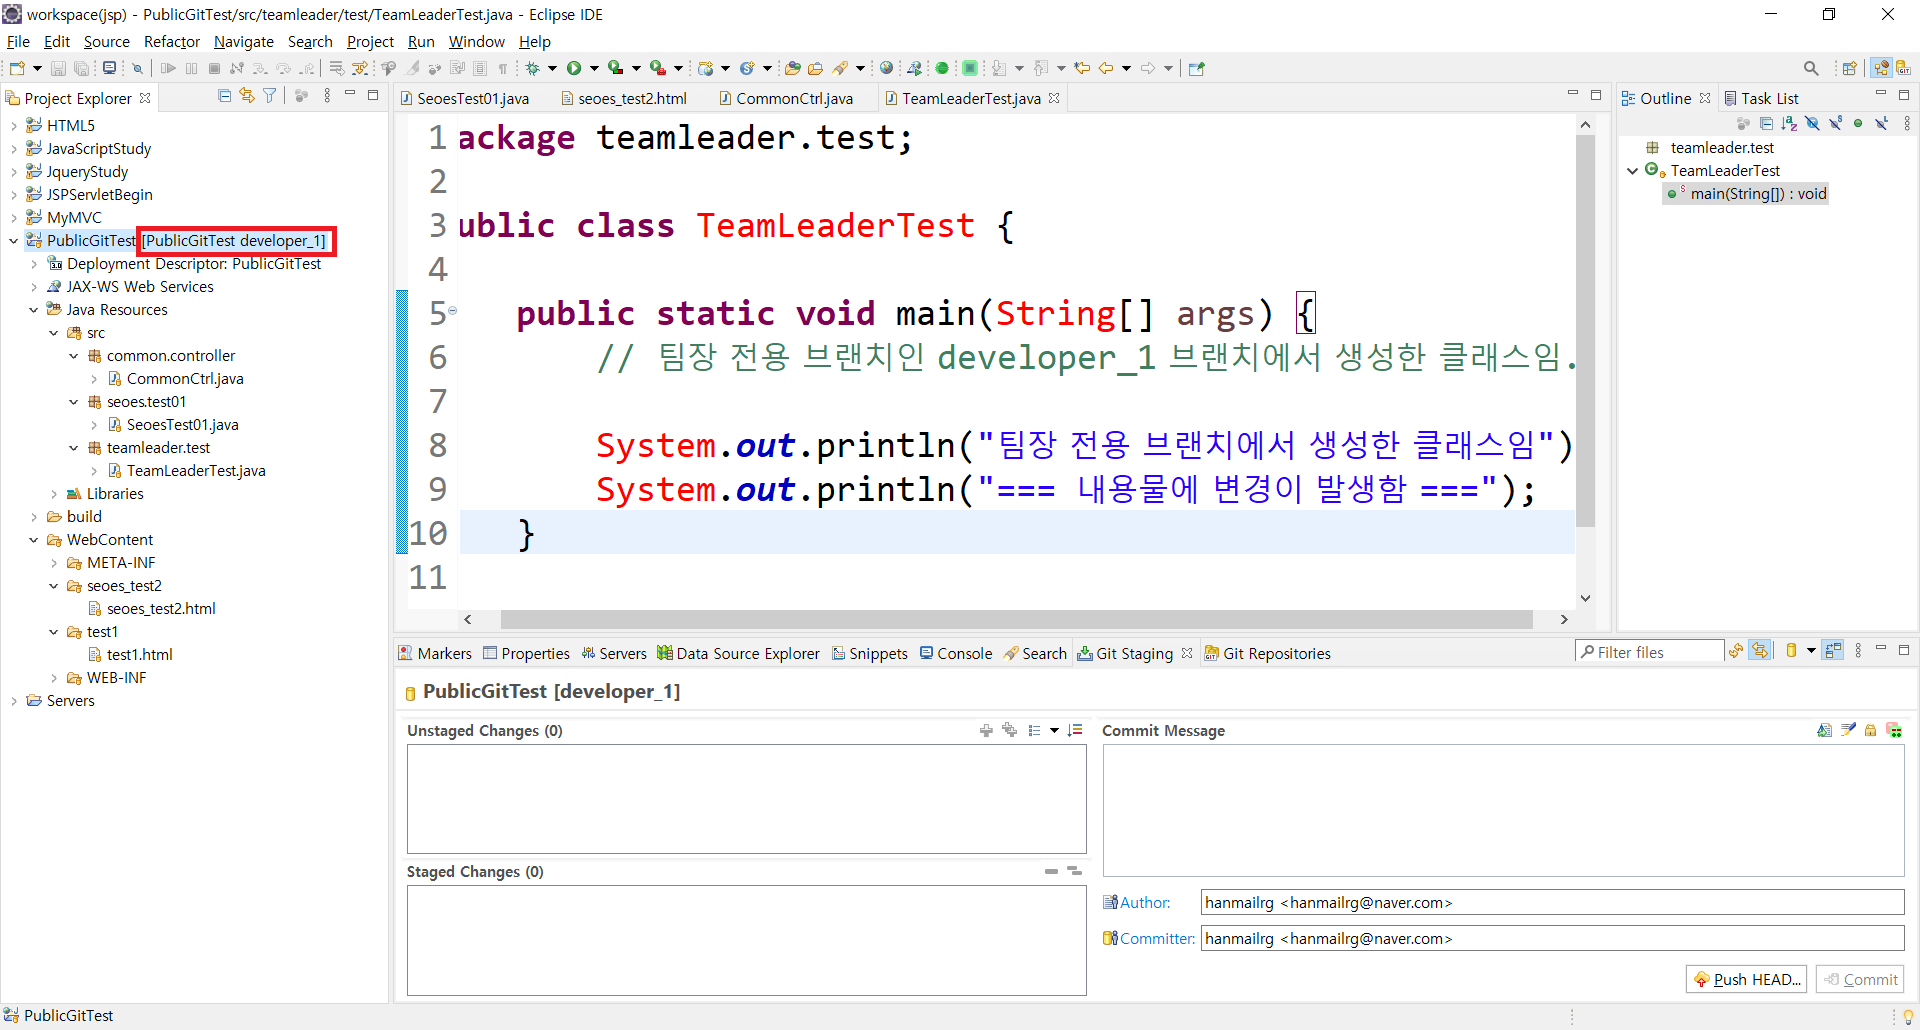 workspace(jsp) - PublicGitTest/src/teamleader/test/TeamLeaderTest.java - Eclipse IDE
File Edit Source Refactor Navigate Search Project Run Window Help
Project Explorer
HTML5
JavaScriptStudy
JqueryStudy
JSPServletBegin
MyMVC
PublicGitTest [PublicGitTest developer_1]
Deployment Descriptor: PublicGitTest
JAX-WS Web Services
Java Resources
src
common.controller
CommonCtrl.java
seoes.test01
SeoesTest01.java
teamleader.test
TeamLeaderTest.java
Libraries
build
WebContent
META-INF
seoes_test2
seoes_test2.html
test1
test1.html
WEB-INF
Servers
SeoesTest01.java seoes_test2.html CommonCtrl.java TeamLeaderTest.java
1 ackage teamleader.test;
2
3 ublic class TeamLeaderTest {
4
5 public static void main(String[] args) {
6 // 팀장 전용 브랜치인 developer_1 브랜치에서 생성한 클래스임.
7
8 System.out.println("팀장 전용 브랜치에서 생성한 클래스임")
9 System.out.println("=== 내용물에 변경이 발생함 ===");
10 }
11
Outline Task List
teamleader.test
TeamLeaderTest
main(String[]) : void
Markers Properties Servers Data Source Explorer Snippets Console Search Git Staging Git Repositories
Filter files
PublicGitTest [developer_1]
Unstaged Changes (0)
Staged Changes (0)
Commit Message
Author: hanmailrg <hanmailrg@naver.com>
Committer: hanmailrg <hanmailrg@naver.com>
Push HEAD... Commit
PublicGitTest